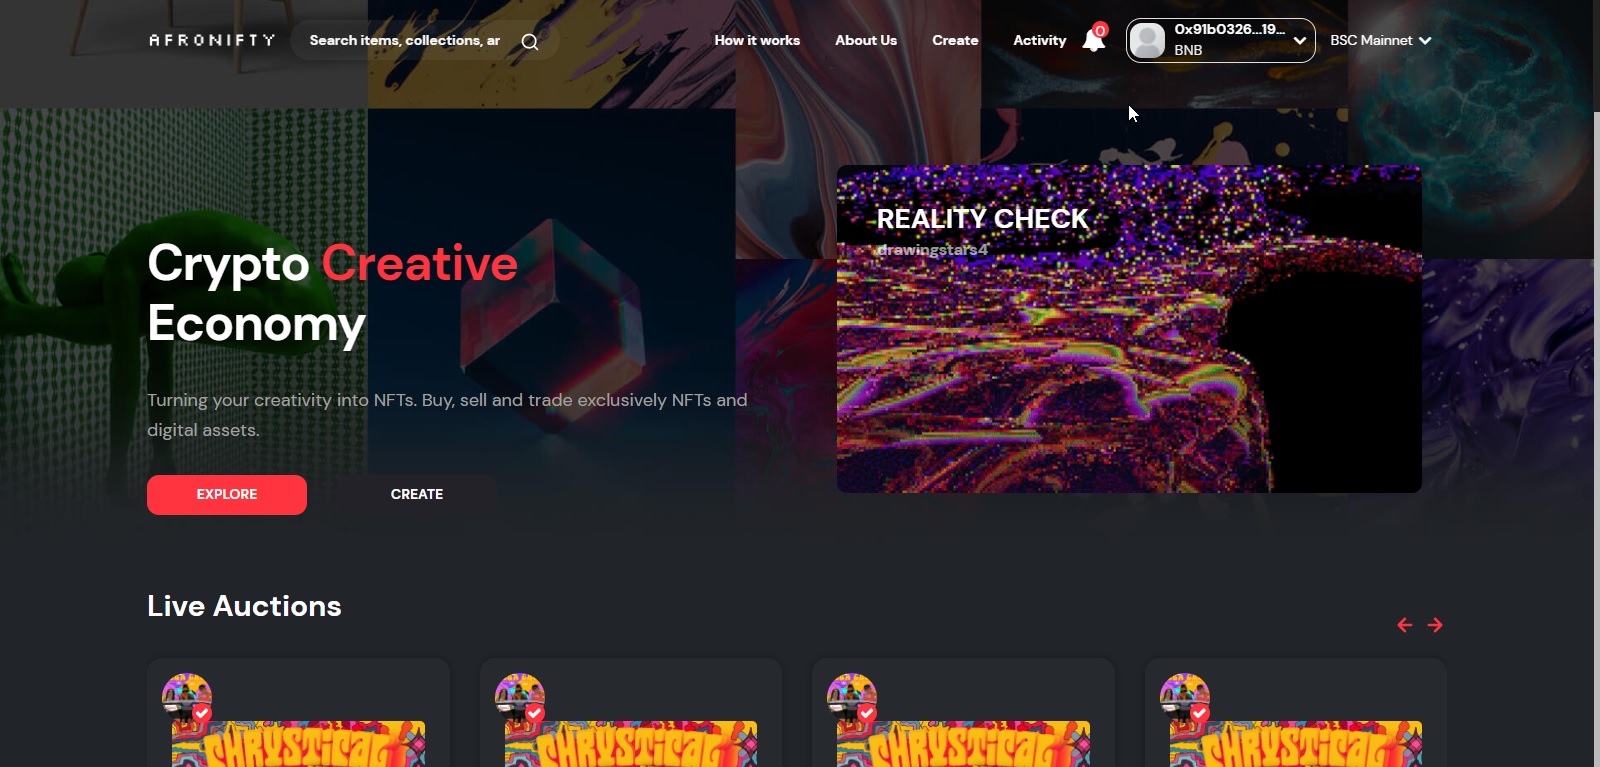 AFRONIFTY
Search items, collections, ar
How it works
About Us
Create
Activity
0
0x91b0326...19...
BNB
BSC Mainnet
REALITY CHECK
drawingstars4
Crypto Creative
Economy
Turning your creativity into NFTs. Buy, sell and trade exclusively NFTs and
digital assets.
EXPLORE
CREATE
Live Auctions
CHRYSTICAL
CHRYSTICAL
CHRYSTICAL
CHRYSTICAL